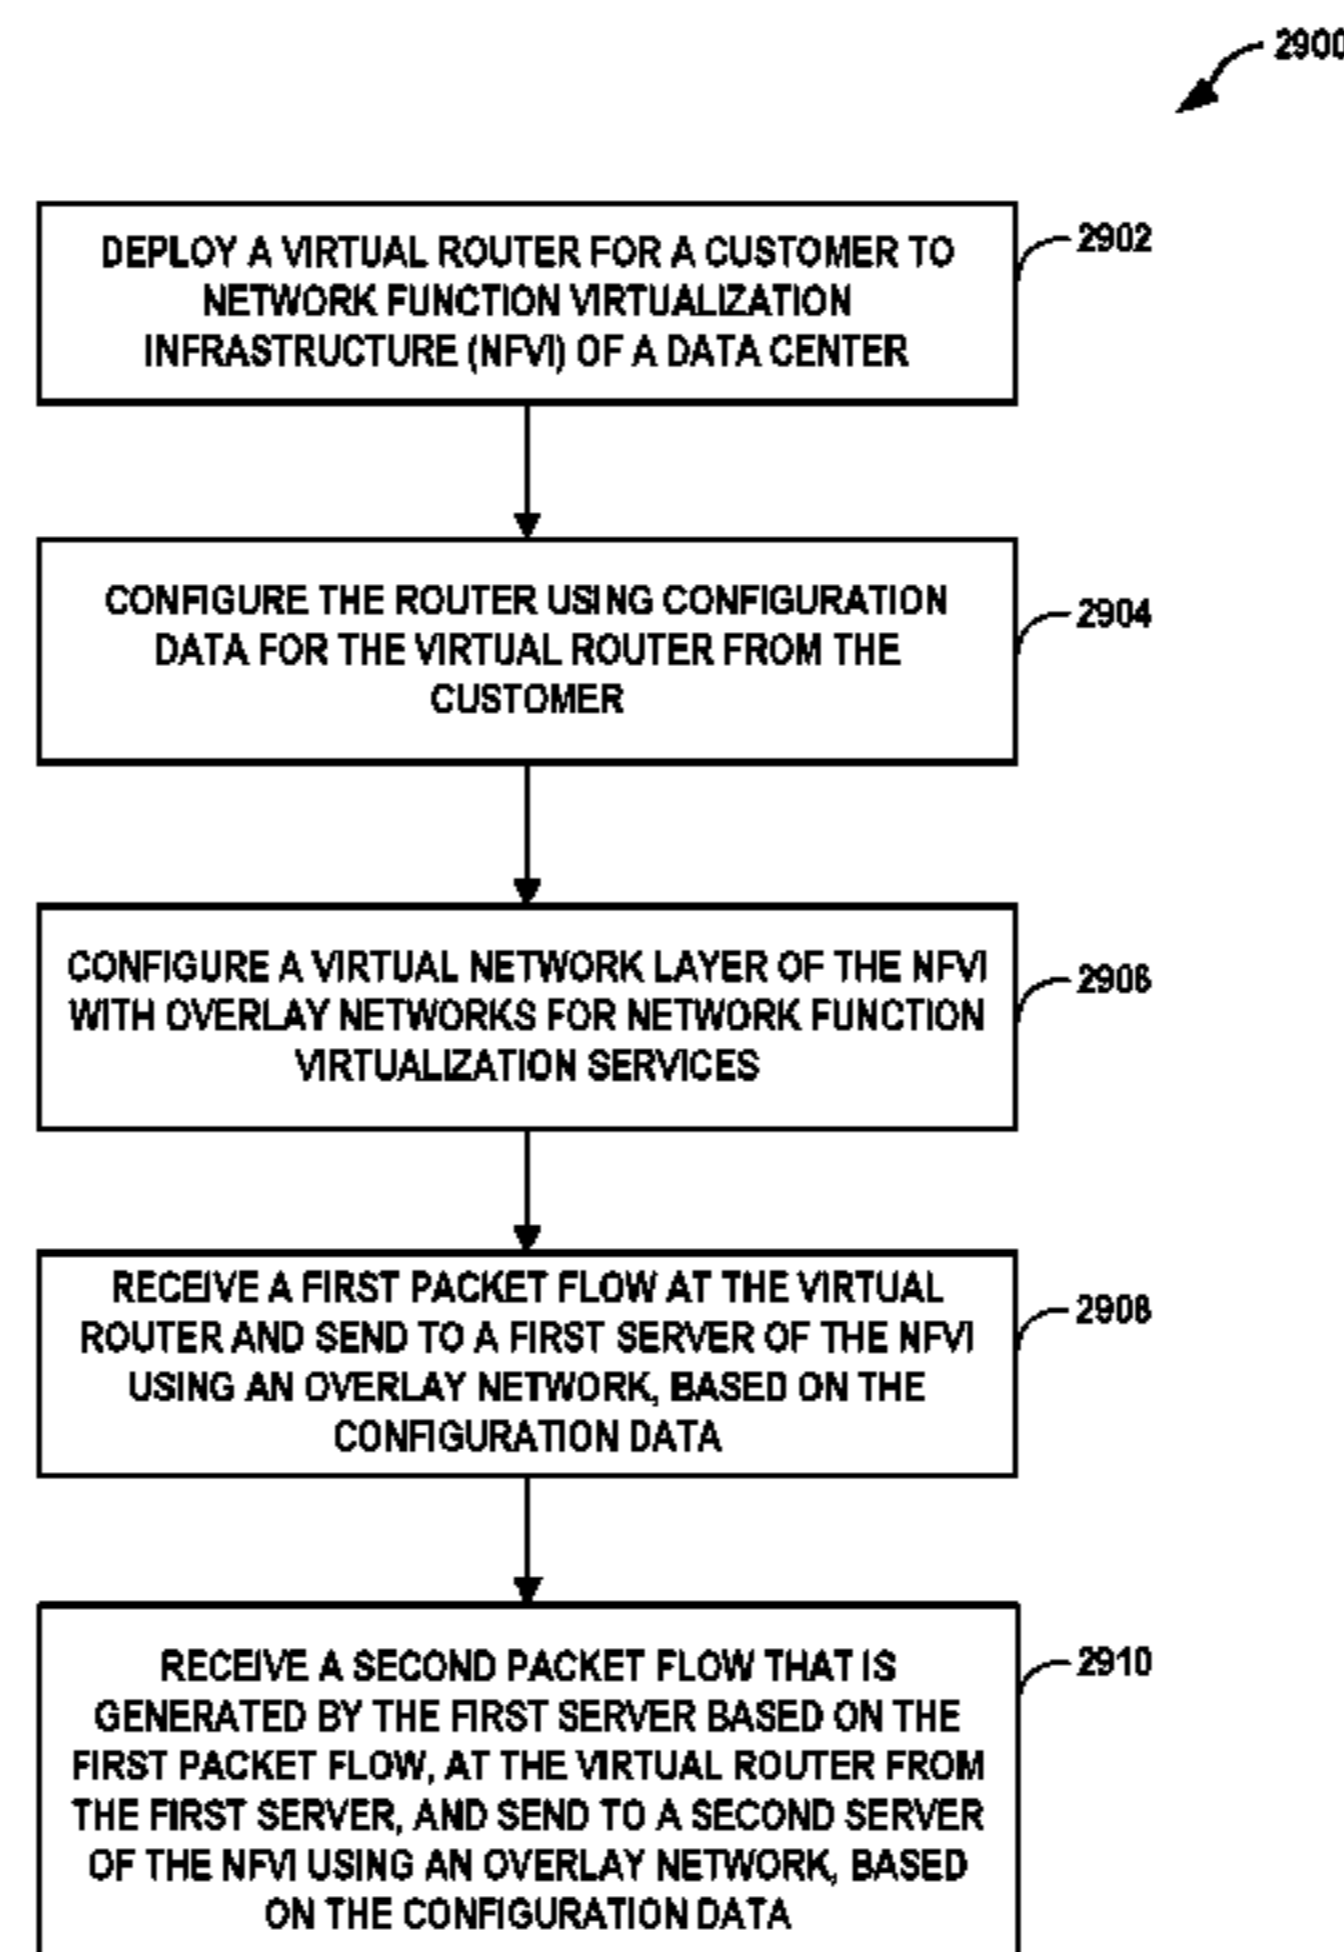 2900
DEPLOY A VIRTUAL ROUTER FOR A CUSTOMER TO
NETWORK FUNCTION VIRTUALIZATION
INFRASTRUCTURE (NFVI) OF A DATA CENTER
2902
CONFIGURE THE ROUTER USING CONFIGURATION
DATA FOR THE VIRTUAL ROUTER FROM THE
CUSTOMER
2904
CONFIGURE A VIRTUAL NETWORK LAYER OF THE NFVI
WITH OVERLAY NETWORKS FOR NETWORK FUNCTION
VIRTUALIZATION SERVICES
2906
RECEIVE A FIRST PACKET FLOW AT THE VIRTUAL
ROUTER AND SEND TO A FIRST SERVER OF THE NFVI
USING AN OVERLAY NETWORK, BASED ON THE
CONFIGURATION DATA
2908
RECEIVE A SECOND PACKET FLOW THAT IS
GENERATED BY THE FIRST SERVER BASED ON THE
FIRST PACKET FLOW, AT THE VIRTUAL ROUTER FROM
THE FIRST SERVER, AND SEND TO A SECOND SERVER
OF THE NFVI USING AN OVERLAY NETWORK, BASED
ON THE CONFIGURATION DATA
2910